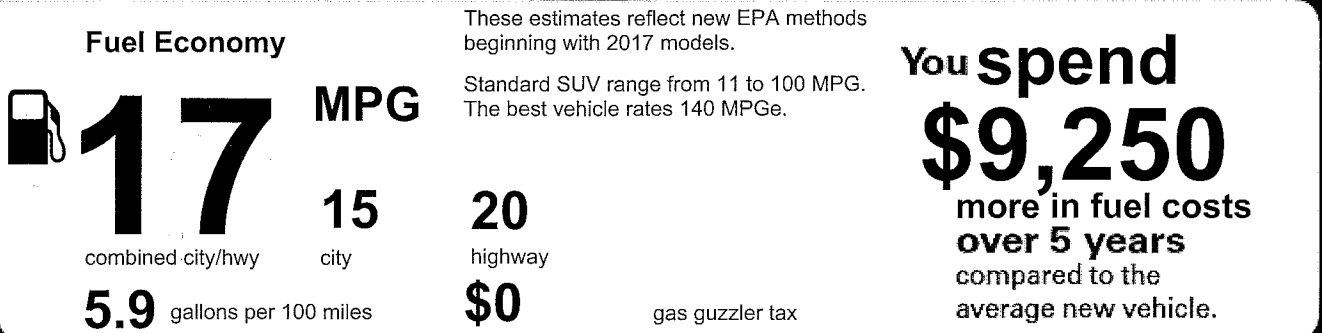 Fuel Economy
These estimates reflect new EPA methods
beginning with 2017 models.
Standard SUV range from 11 to 100 MPG.
The best vehicle rates 140 MPGe.
17 MPG
combined city/hwy
15
city
20
highway
5.9 gallons per 100 miles
$0 gas guzzler tax
You spend
$9,250
more in fuel costs
over 5 years
compared to the
average new vehicle.